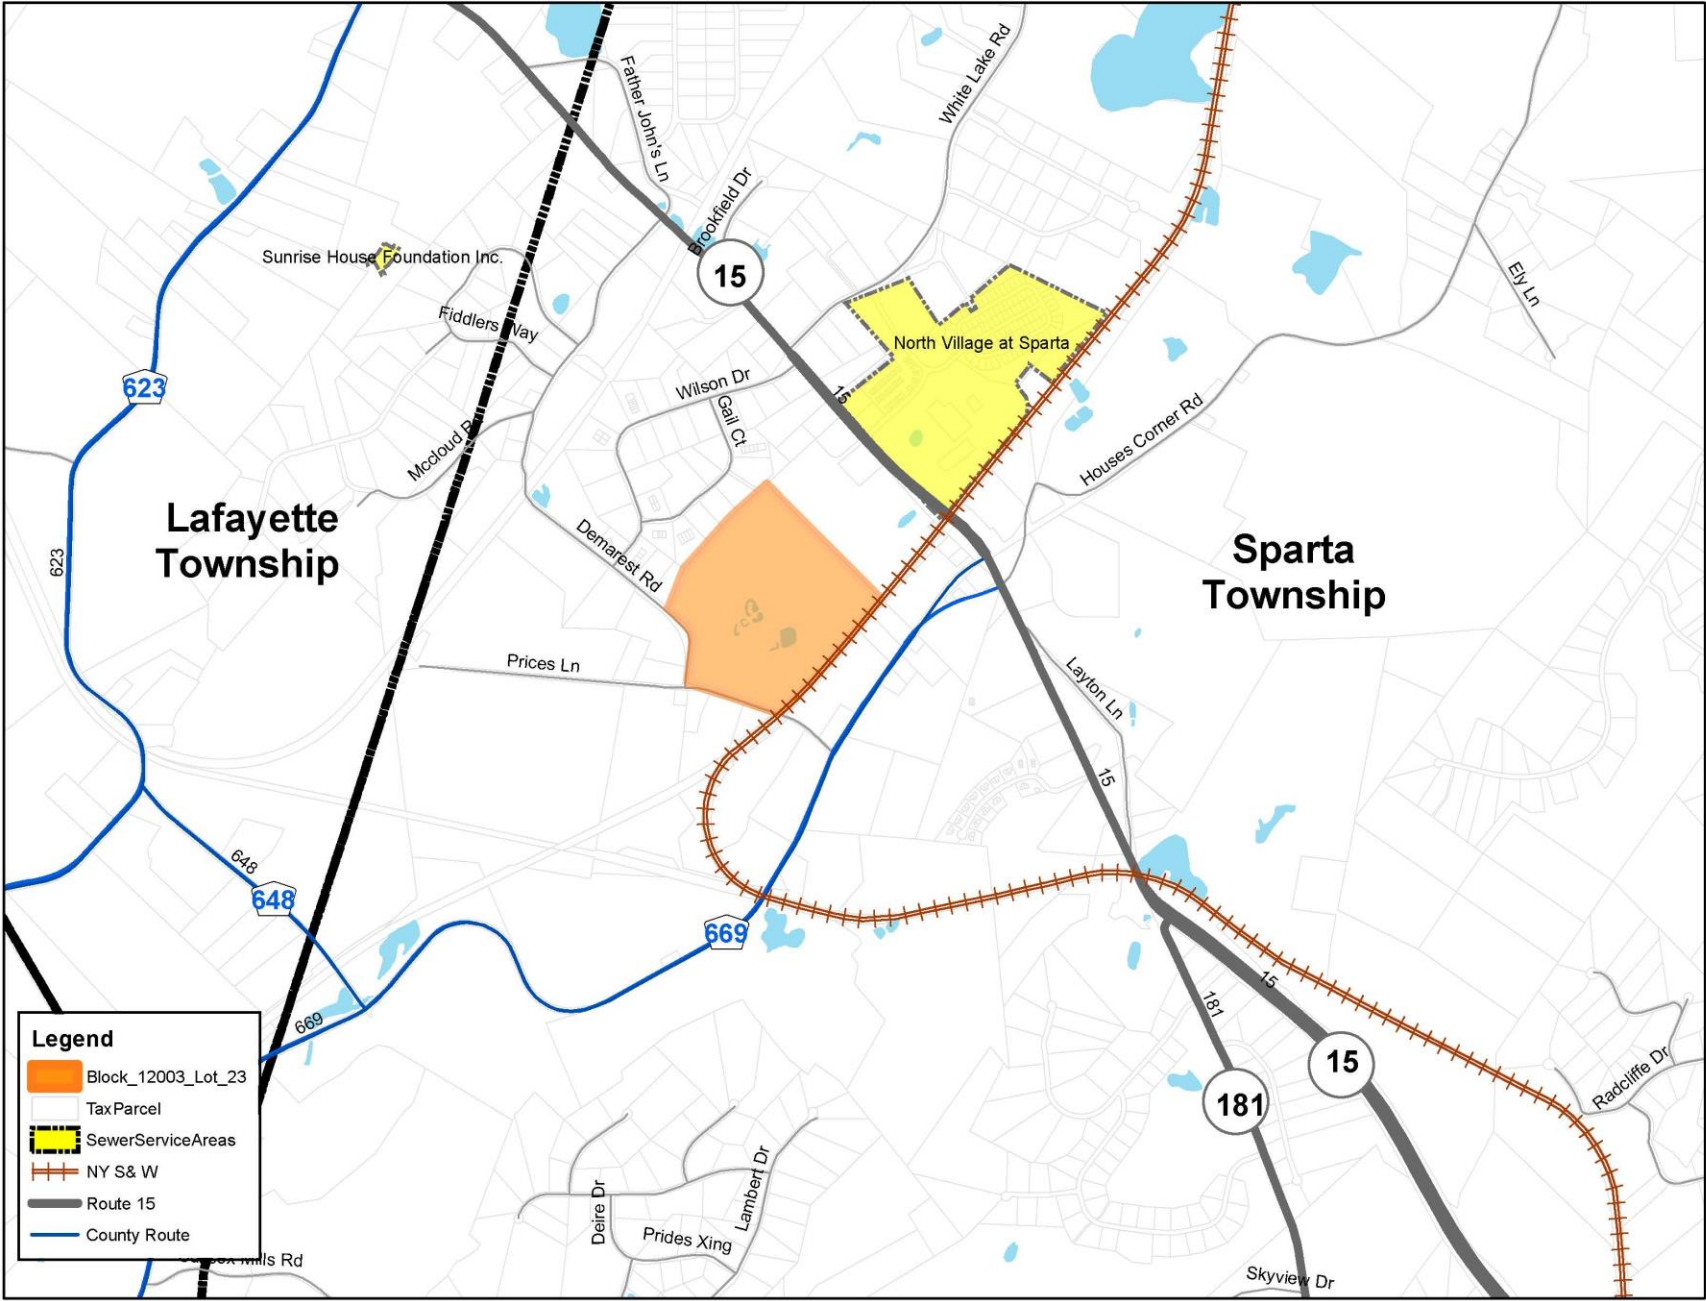 Father John's Ln
White Lake Rd
Brookfield Dr
15
Sunrise House Foundation Inc.
Ely Ln
Fiddlers Way
North Village at Sparta
623
Wilson Dr
15
Gail Ct
Houses Corner Rd
Mccloud
Lafayette
Township
623
Demarest Rd
Sparta
Township
Prices Ln
Layton Ln
15
648
648
669
669
15
181
15
181
Radcliffe Dr
Legend
Block_12003_Lot_23
TaxParcel
SewerServiceAreas
NY S& W
Route 15
County Route
Mills Rd
Deire Dr
Prides Xing
Lambert Dr
Skyview Dr